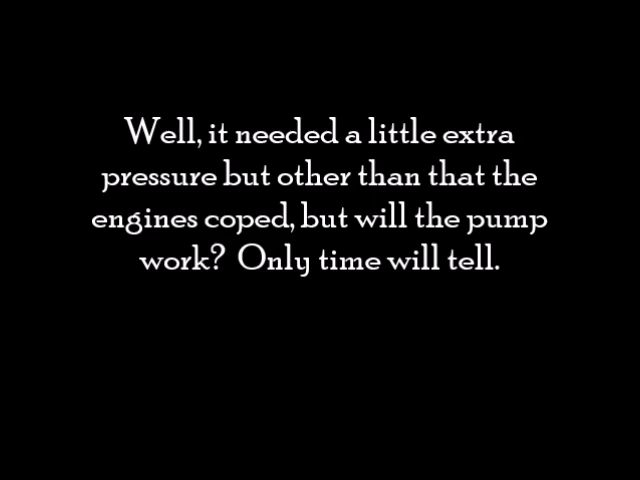 Well, it needed a little extra
pressure but other than that the
engines coped, but will the pump
work? Only time will tell.